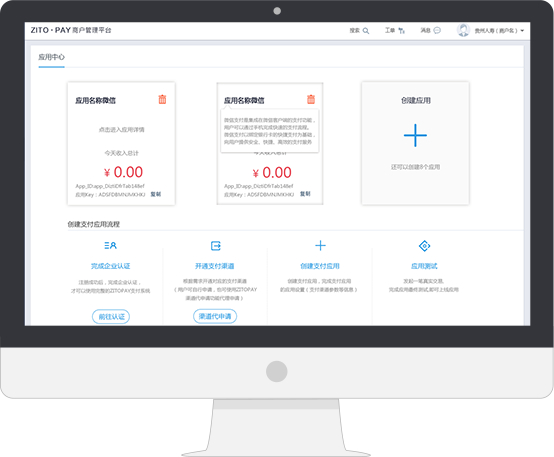 ZITO·PAY 商户管理平台
搜索
工单
消息
贵州人海（商户名）
应用中心
应用名称微信
点击进入应用详情
今天收入总计
¥ 0.00
App_ID:app_DiziIDRTab148ef
应用Key：ADSFDBMNJMKHKJ 复制
应用名称微信
微信支付是集成在微信客户端的支付功能，
用户可以通过手机完成快速的支付流程。
微信支付以绑定银行卡的快捷支付为基础，
向用户提供安全、快捷、高效的支付服务
今天收入总计
¥ 0.00
App_ID:app_DiziIDRTab148ef
应用Key：ADSFDBMNJMKHKJ 复制
创建应用
还可以创建8个应用
创建支付应用流程
完成企业认证
注册成功后，完成企业认证，
才可以使用完整的ZITOPAY支付系统
前往认证
开通支付渠道
根据需求开通对应的支付渠道
（用户可自行申请，也可使用ZITOPAY
渠道代申请功能代理申请）
渠道代申请
创建支付应用
创建支付应用，完成支付应用
的应用设置（支付渠道参数等信息）
应用测试
发起一笔真实交易，
完成应用最终测试,即可上线应用